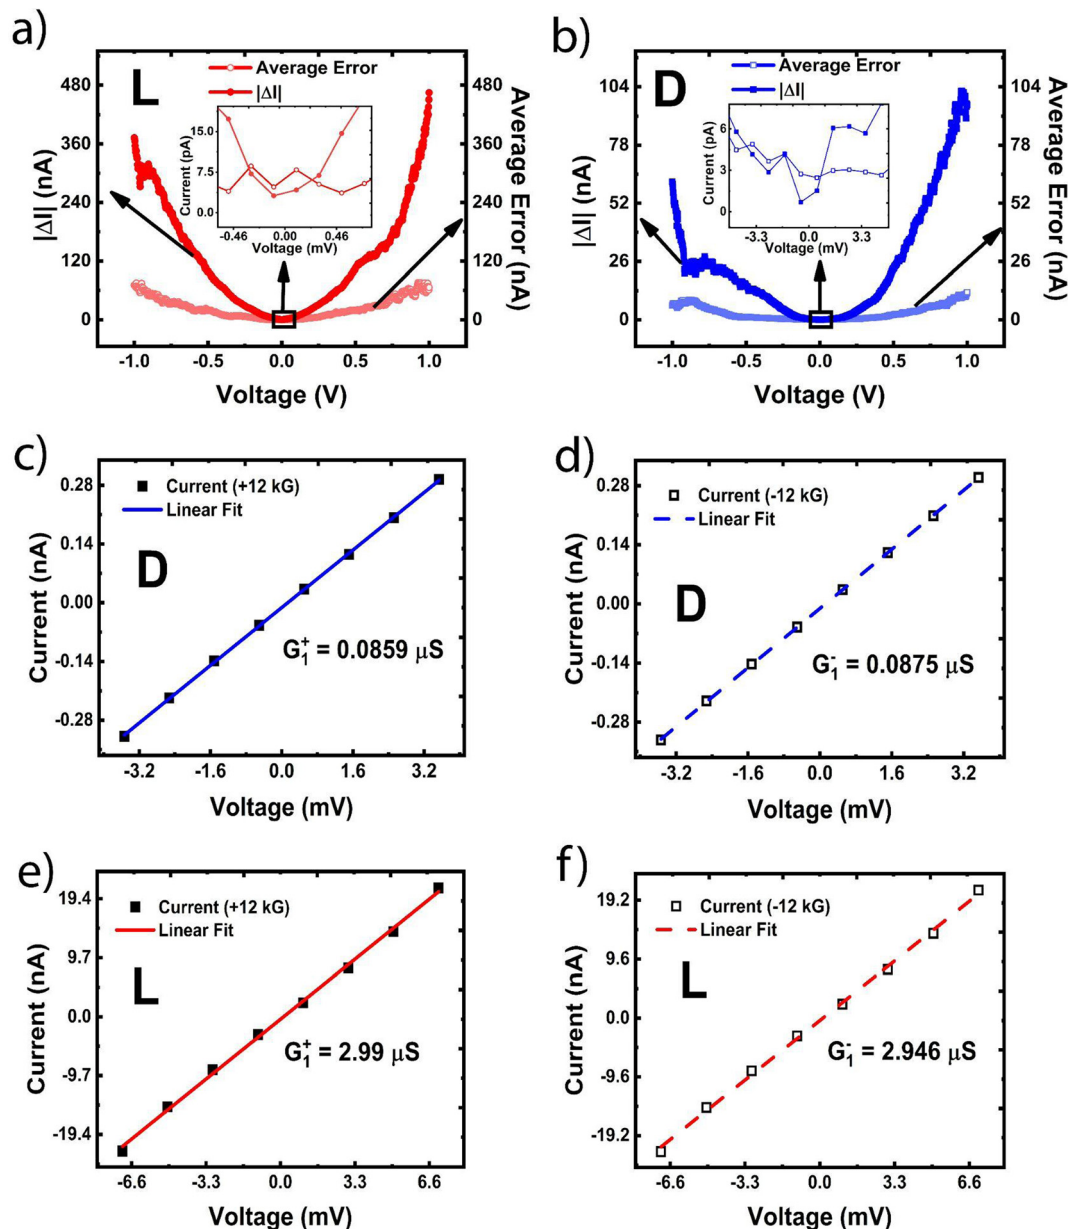 a)
L
Average Error
|ΔI|
|ΔI| (nA)
480
360
240
120
0
Average Error (nA)
480
360
240
120
0
Current (pA)
15.0
7.5
0.0
-0.46 0.00 0.46
Voltage (mV)
-1.0 -0.5 0.0 0.5 1.0
Voltage (V)
b)
D
Average Error
|ΔI|
|ΔI| (nA)
104
78
52
26
0
Average Error (nA)
104
78
52
26
0
Current (pA)
6
3
0
-3.3 0.0 3.3
Voltage (mV)
-1.0 -0.5 0.0 0.5 1.0
Voltage (V)
c)
Current (+12 kG)
Linear Fit
D
G₁⁺ = 0.0859 μS
Current (nA)
0.28
0.14
0.00
-0.14
-0.28
-3.2 -1.6 0.0 1.6 3.2
Voltage (mV)
d)
Current (-12 kG)
Linear Fit
D
G₁⁻ = 0.0875 μS
Current (nA)
0.28
0.14
0.00
-0.14
-0.28
-3.2 -1.6 0.0 1.6 3.2
Voltage (mV)
e)
Current (+12 kG)
Linear Fit
L
G₁⁺ = 2.99 μS
Current (nA)
19.4
9.7
0.0
-9.7
-19.4
-6.6 -3.3 0.0 3.3 6.6
Voltage (mV)
f)
Current (-12 kG)
Linear Fit
L
G₁⁻ = 2.946 μS
Current (nA)
19.2
9.6
0.0
-9.6
-19.2
-6.6 -3.3 0.0 3.3 6.6
Voltage (mV)